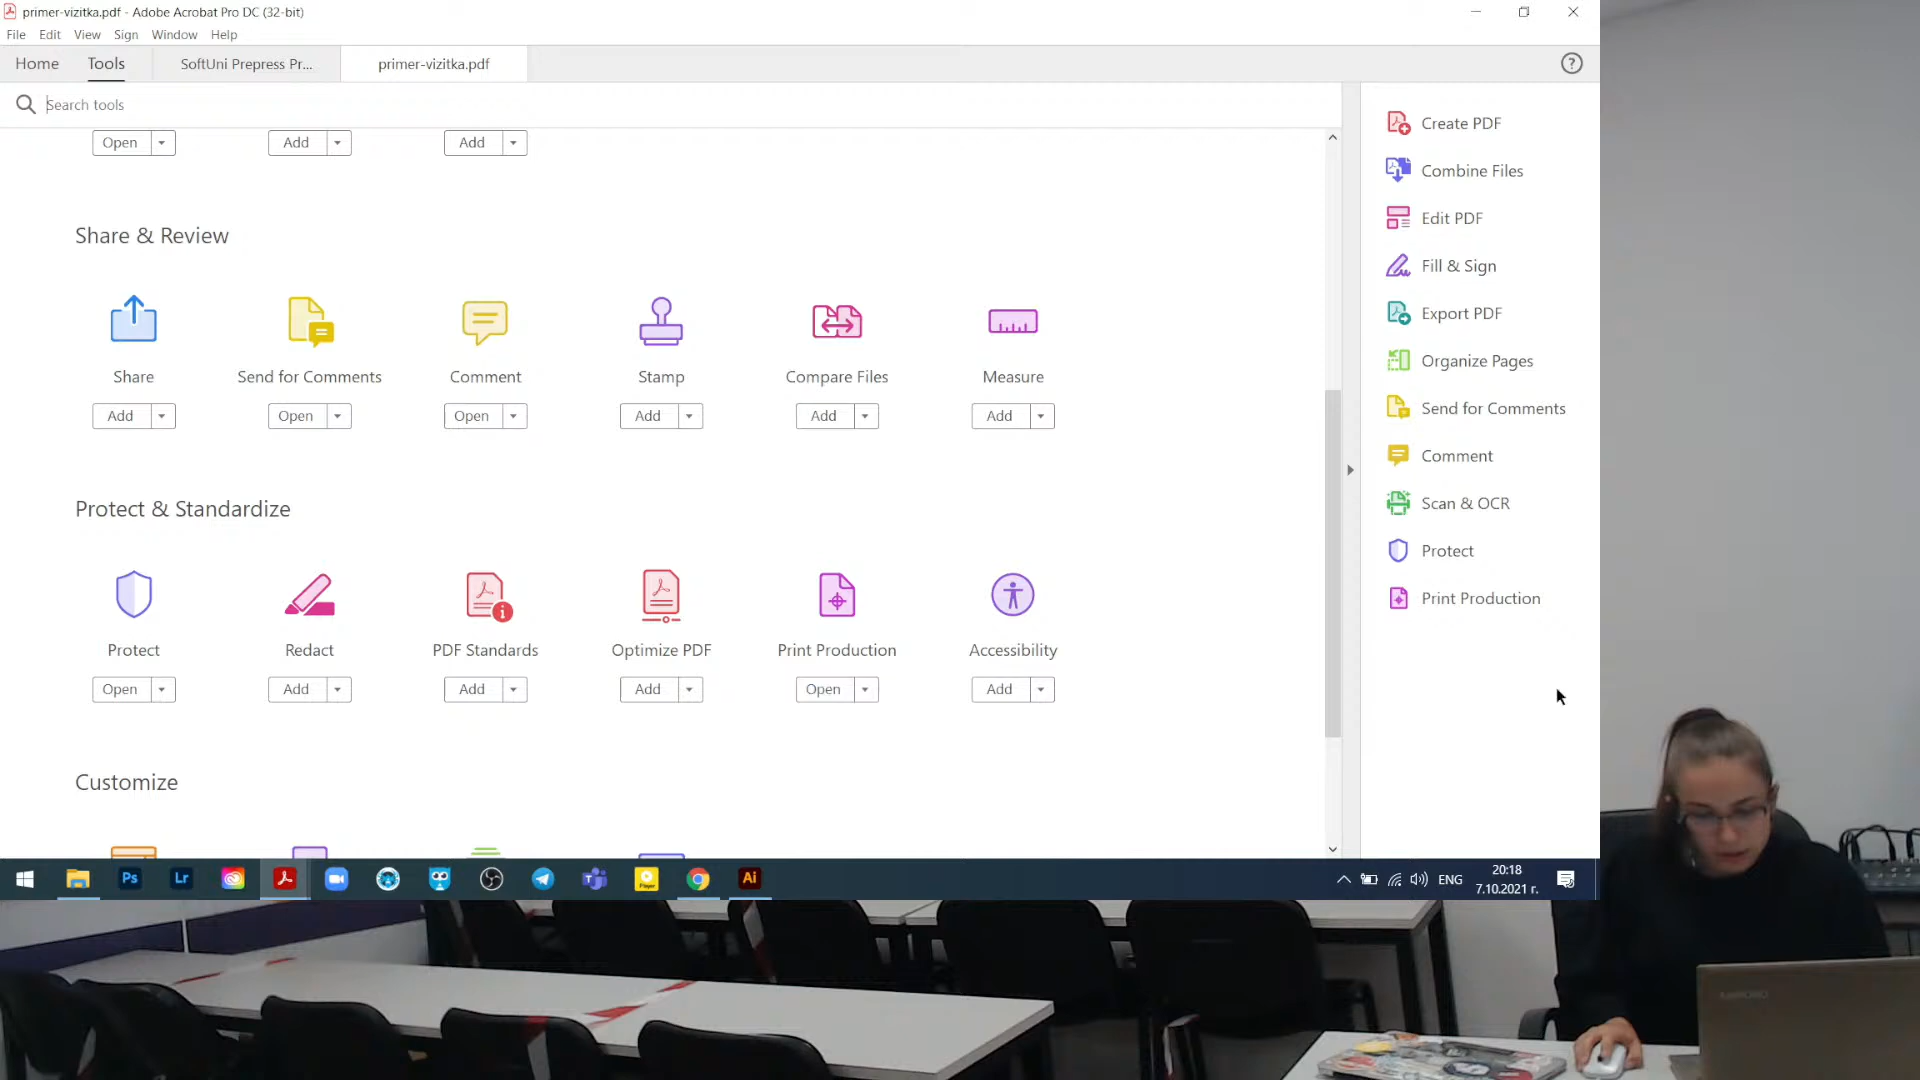 primer-vizitka.pdf - Adobe Acrobat Pro DC (32-bit)
File Edit View Sign Window Help
Home Tools SoftUni Prepress Pr... primer-vizitka.pdf
Search tools
Open Add Add
Share & Review
Share Send for Comments Comment Stamp Compare Files Measure
Add Open Open Add Add Add
Protect & Standardize
Protect Redact PDF Standards Optimize PDF Print Production Accessibility
Open Add Add Add Open Add
Customize
Create PDF
Combine Files
Edit PDF
Fill & Sign
Export PDF
Organize Pages
Send for Comments
Comment
Scan & OCR
Protect
Print Production
Ps Lr Ai
ENG
20:18
7.10.2021 г.